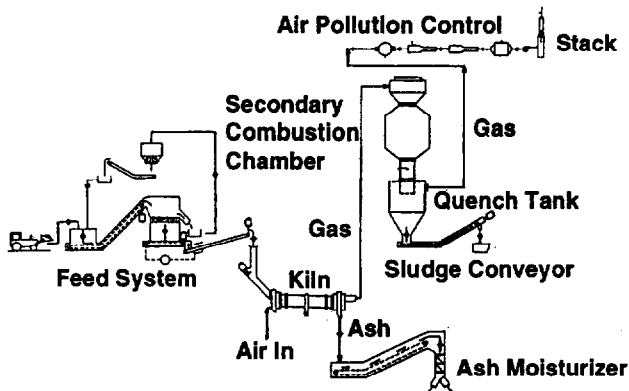 Air Pollution Control
Stack
Secondary
Combustion
Chamber
Gas
Quench Tank
Gas
Sludge Conveyor
Feed System
Kiln
Air In
Ash
Ash Moisturizer